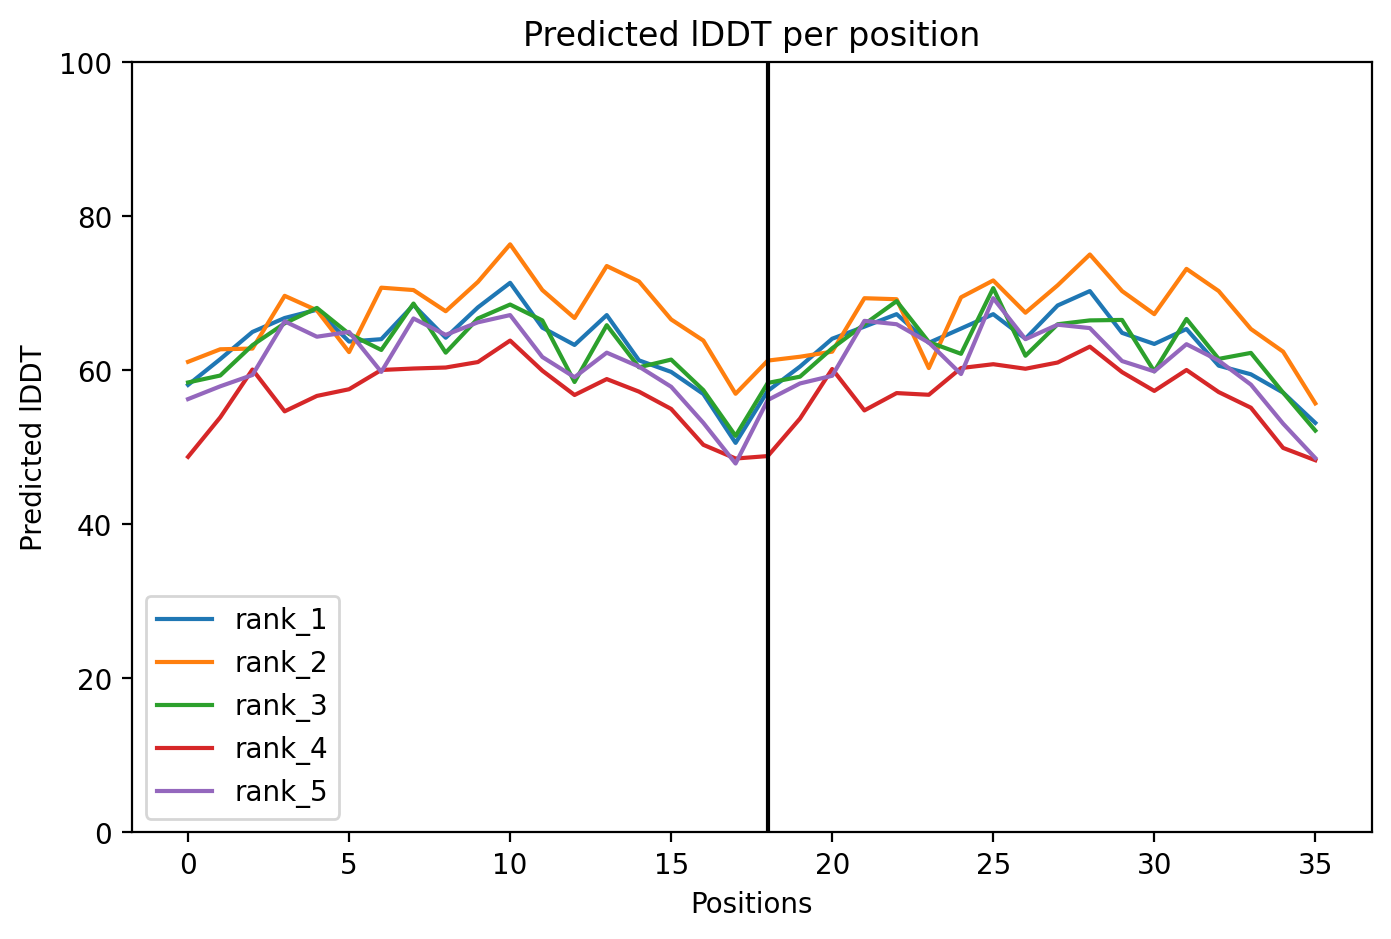 Predicted lDDT per position
Predicted lDDT
100
80
60
40
20
0
rank_1
rank_2
rank_3
rank_4
rank_5
0 5 10 15 20 25 30 35
Positions